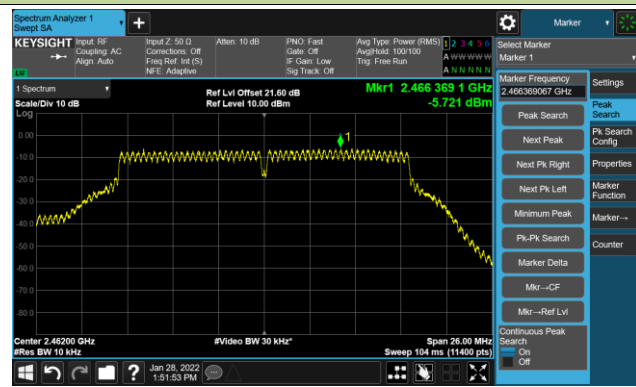 Spectrum Analyzer 1
Swept SA
Marker
KEYSIGHT
Input: RF
Coupling: AC
Align: Auto
Input Z: 50 Ω
Corrections: Off
Freq Ref: Int (S)
NFE: Adaptive
Atten: 10 dB
PNO: Fast
Gate: Off
IF Gain: Low
Sig Track: Off
Avg Type: Power (RMS)
Avg|Hold: 100/100
Trig: Free Run
1 2 3 4 5 6
A W W W W W
A N N N N N
LXI
Select Marker
Marker 1
Marker Frequency
2.466369067 GHz
Settings
Peak Search
Next Peak
Next Pk Right
Next Pk Left
Minimum Peak
Pk-Pk Search
Marker Delta
Mkr→CF
Mkr→Ref Lvl
Continuous Peak
Search
On
Off
Peak
Search
Pk Search
Config
Properties
Marker
Function
Marker→
Counter
1 Spectrum
Scale/Div 10 dB
Log
Ref Lvl Offset 21.60 dB
Ref Level 10.00 dBm
Mkr1 2.466 369 1 GHz
-5.721 dBm
1
0.00
-10.0
-20.0
-30.0
-40.0
-50.0
-60.0
-70.0
-80.0
Center 2.46200 GHz
#Res BW 10 kHz
#Video BW 30 kHz*
Span 26.00 MHz
Sweep 104 ms (11400 pts)
Jan 28, 2022
1:51:53 PM